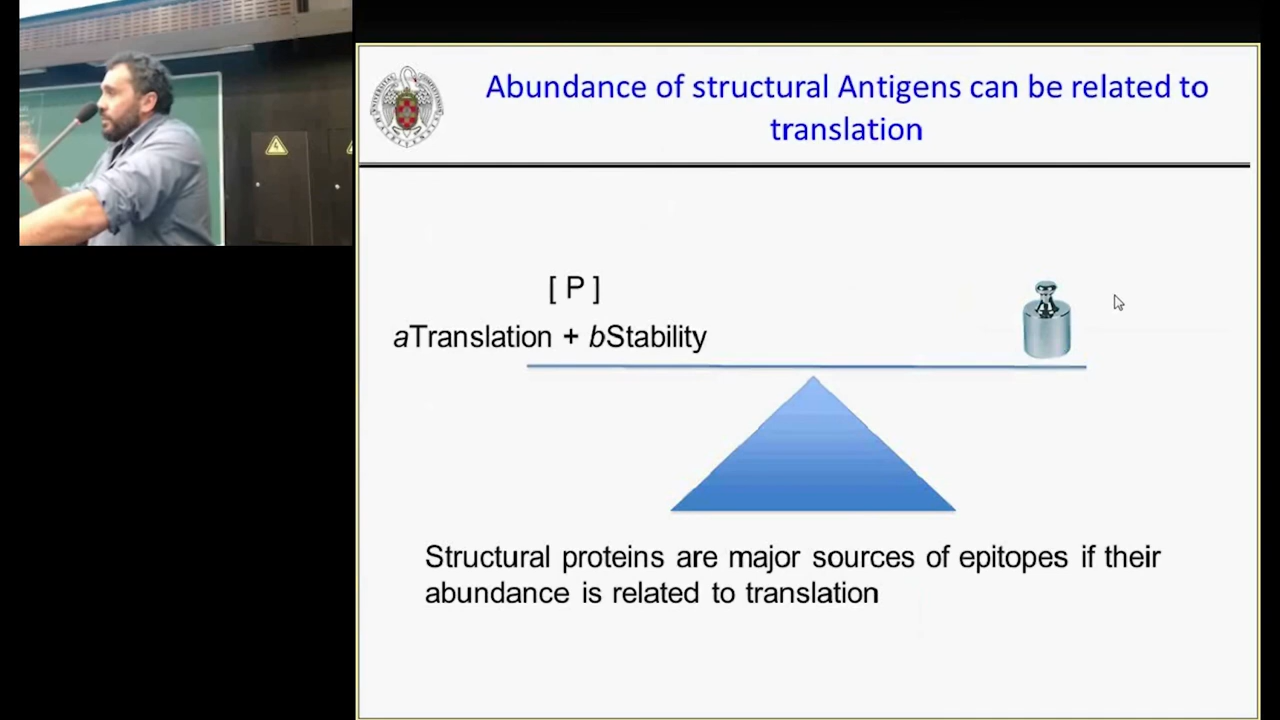 Abundance of structural Antigens can be related to
translation
[ P ]
aTranslation + bStability
Structural proteins are major sources of epitopes if their
abundance is related to translation